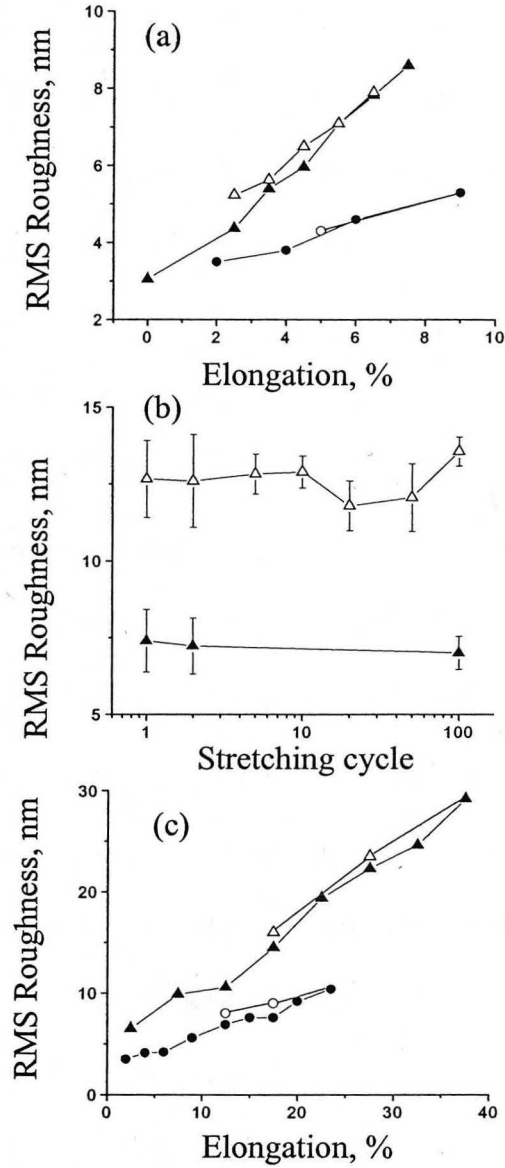 (a)
10
8
6
4
2
RMS Roughness, nm
0 2 4 6 8 10
Elongation, %
(b)
15
10
5
RMS Roughness, nm
1 10 100
Stretching cycle
(c)
30
20
10
0
RMS Roughness, nm
0 10 20 30 40
Elongation, %